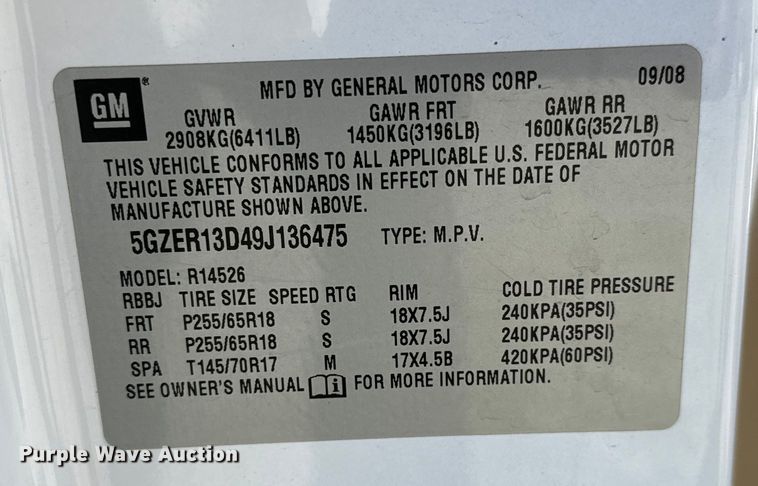 GM
MFD BY GENERAL MOTORS CORP. 09/08
GVWR GAWR FRT GAWR RR
2908KG(6411LB) 1450KG(3196LB) 1600KG(3527LB)
THIS VEHICLE CONFORMS TO ALL APPLICABLE U.S. FEDERAL MOTOR
VEHICLE SAFETY STANDARDS IN EFFECT ON THE DATE OF
MANUFACTURE SHOWN ABOVE.
5GZER13D49J136475 TYPE: M.P.V.
MODEL: R14526
RBBJ TIRE SIZE SPEED RTG RIM COLD TIRE PRESSURE
FRT P255/65R18 S 18X7.5J 240KPA(35PSI)
RR P255/65R18 S 18X7.5J 240KPA(35PSI)
SPA T145/70R17 M 17X4.5B 420KPA(60PSI)
SEE OWNER'S MANUAL FOR MORE INFORMATION.
Purple Wave Auction